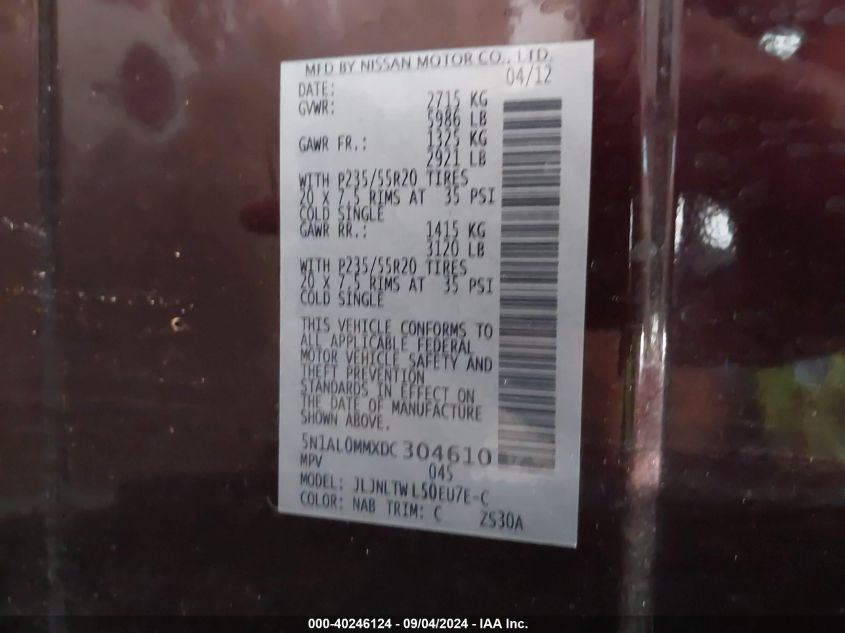 MFD BY NISSAN MOTOR CO., LTD.
DATE: 04/12
GVWR: 2715 KG
5986 LB
GAWR FR.: 1325 KG
2921 LB
WITH P235/55R20 TIRES
20 X 7.5 RIMS AT 35 PSI
COLD SINGLE
GAWR RR.: 1415 KG
3120 LB
WITH P235/55R20 TIRES
20 X 7.5 RIMS AT 35 PSI
COLD SINGLE
THIS VEHICLE CONFORMS TO
ALL APPLICABLE FEDERAL
MOTOR VEHICLE SAFETY AND
THEFT PREVENTION
STANDARDS IN EFFECT ON
THE DATE OF MANUFACTURE
SHOWN ABOVE.
5N1AL0MMXDC304610
MPV 045
MODEL: JLJNLTWL50EU7E-C
COLOR: NAB TRIM: C ZS30A
000-40246124 - 09/04/2024 - IAA Inc.